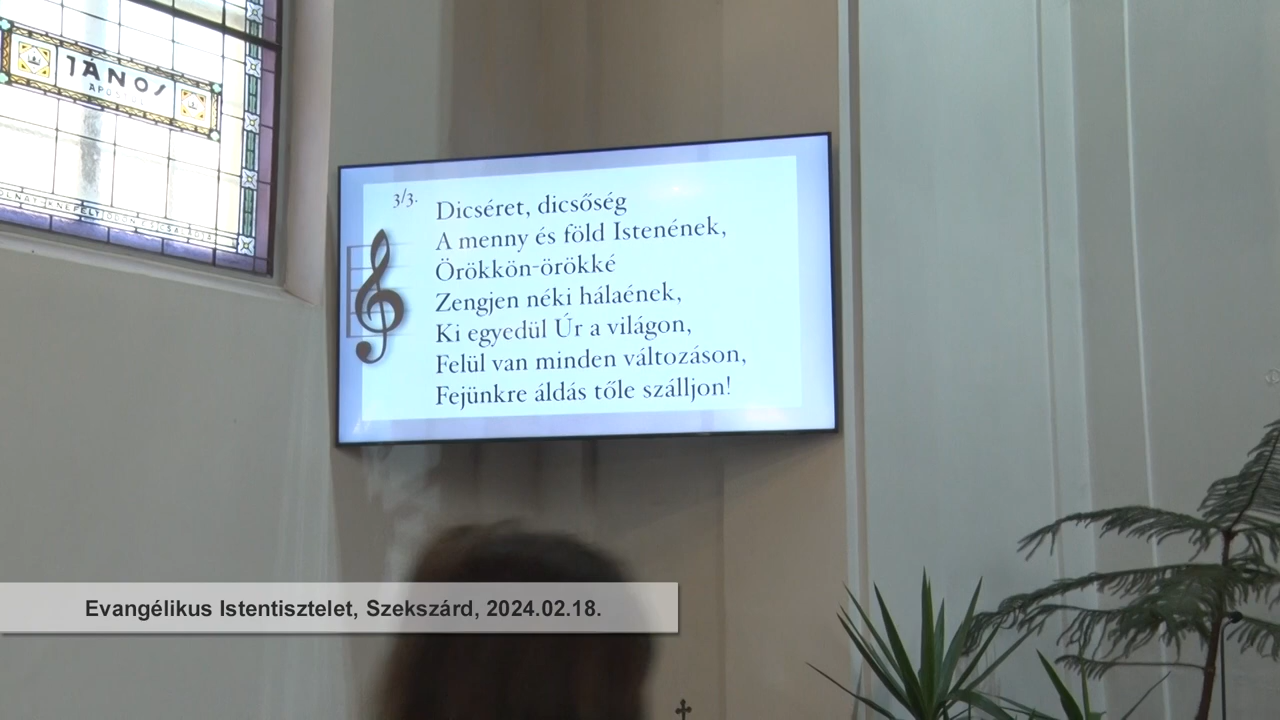 JÁNOS
APOSTOL
3/3.
Dicséret, dicsőség
A menny és föld Istenének,
Örökkön-örökké
Zengjen néki hálaének,
Ki egyedül Úr a világon,
Felül van minden változáson,
Fejünkre áldás tőle szálljon!
Evangélikus Istentisztelet, Szekszárd, 2024.02.18.